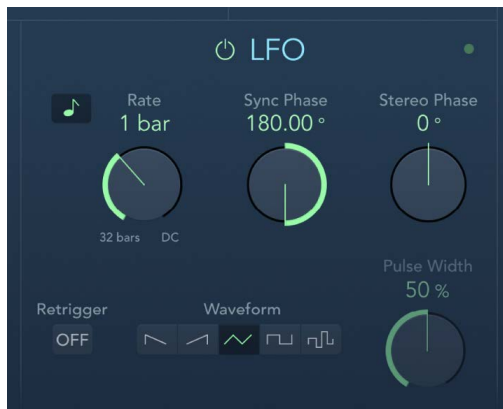 LFO
Rate
1 bar
Sync Phase
180.00 °
Stereo Phase
0 °
32 bars
DC
Pulse Width
50 %
Retrigger
OFF
Waveform